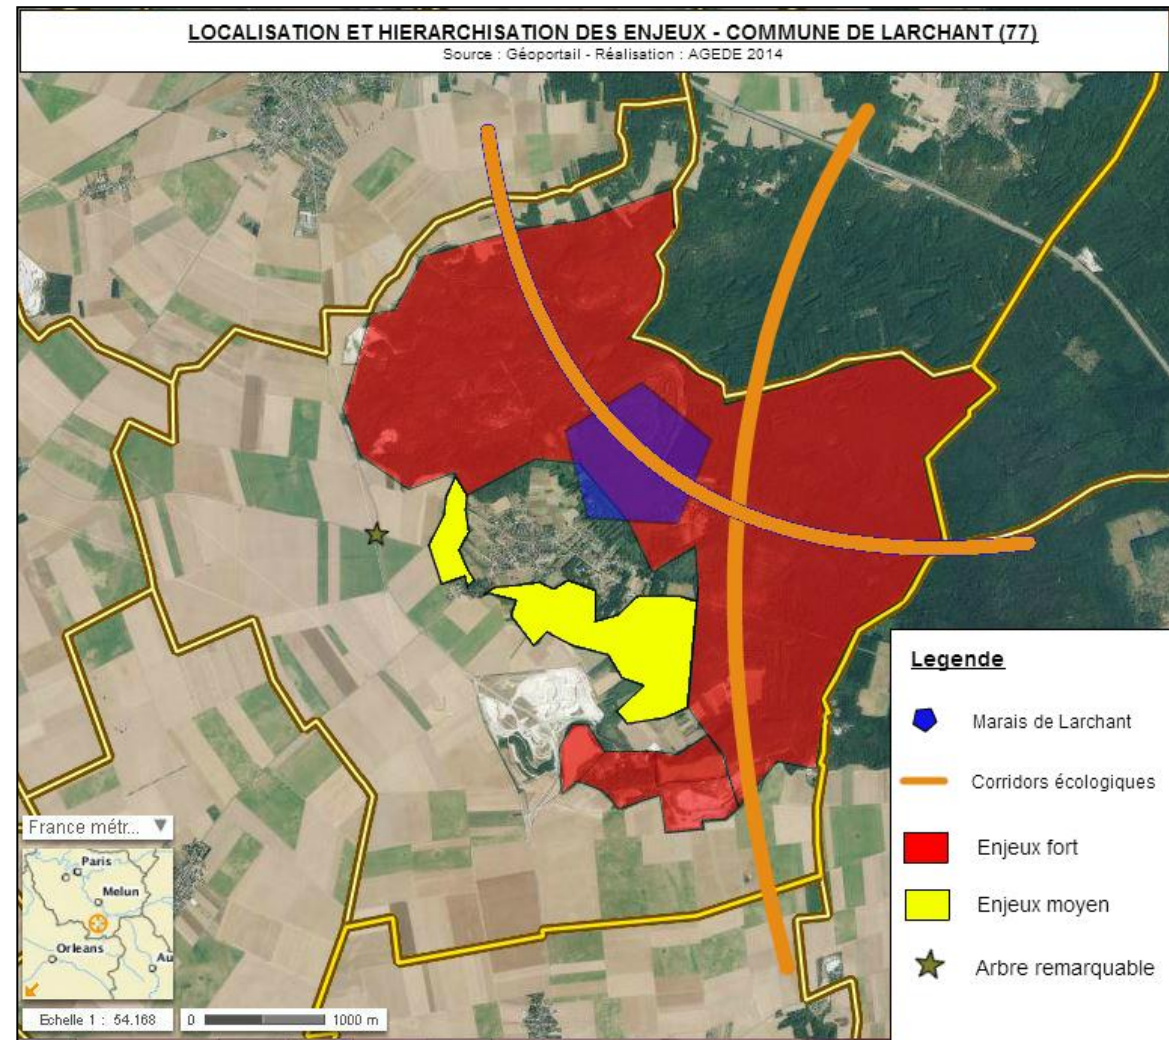 LOCALISATION ET HIERARCHISATION DES ENJEUX - COMMUNE DE LARCHANT (77)
Source : Géoportail - Réalisation : AGEDE 2014
Legende
Marais de Larchant
Corridors écologiques
Enjeux fort
Enjeux moyen
Arbre remarquable
France métr...
Paris
Melun
Orleans
Au
Echelle 1 : 54.168
0 1000 m